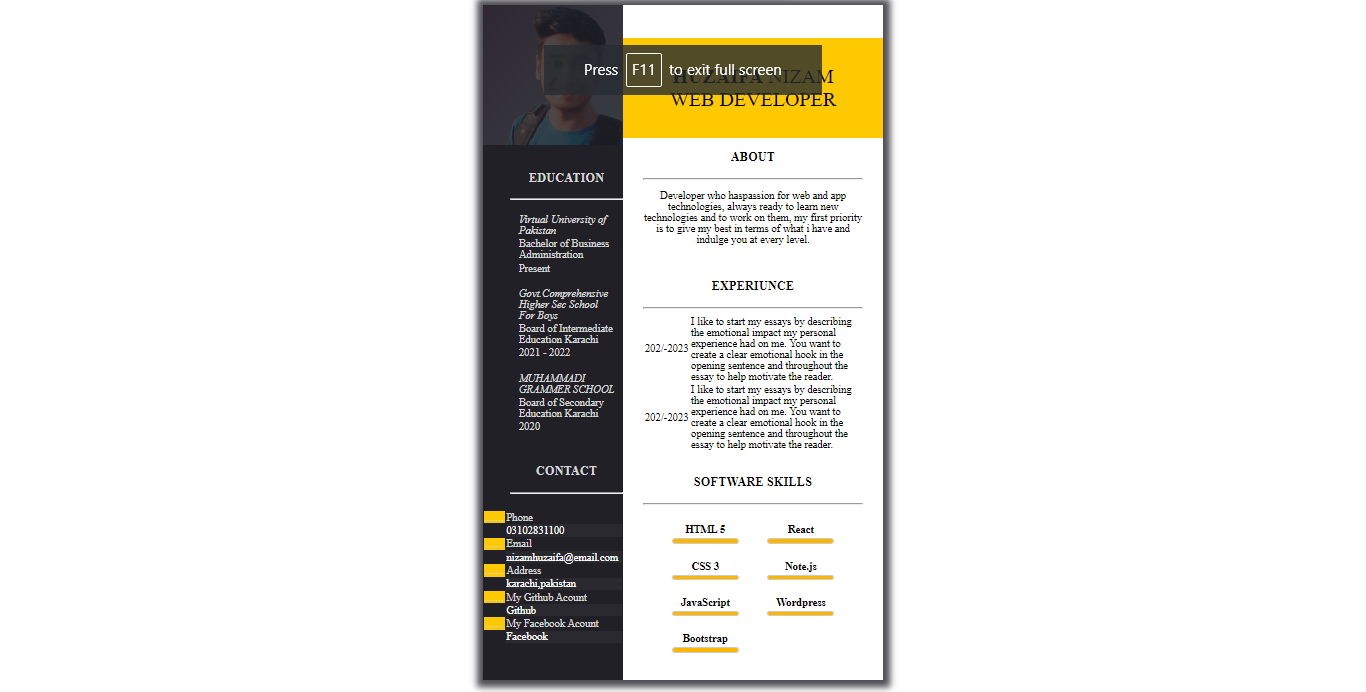 Press F11 to exit full screen
HUZAIFA NIZAM
WEB DEVELOPER
EDUCATION
Virtual University of
Pakistan
Bachelor of Business
Administration
Present
Govt.Comprehensive
Higher Sec School
For Boys
Board of Intermediate
Education Karachi
2021 - 2022
MUHAMMADI
GRAMMER SCHOOL
Board of Secondary
Education Karachi
2020
CONTACT
Phone
03102831100
Email
nizamhuzaifa@email.com
Address
karachi,pakistan
My Github Acount
Github
My Facebook Acount
Facebook
ABOUT
Developer who haspassion for web and app
technologies, always ready to learn new
technologies and to work on them, my first priority
is to give my best in terms of what i have and
indulge you at every level.
EXPERIUNCE
I like to start my essays by describing
the emotional impact my personal
202/-2023 experience had on me. You want to
create a clear emotional hook in the
opening sentence and throughout the
essay to help motivate the reader.
I like to start my essays by describing
the emotional impact my personal
202/-2023 experience had on me. You want to
create a clear emotional hook in the
opening sentence and throughout the
essay to help motivate the reader.
SOFTWARE SKILLS
HTML 5 React
CSS 3 Note.js
JavaScript Wordpress
Bootstrap